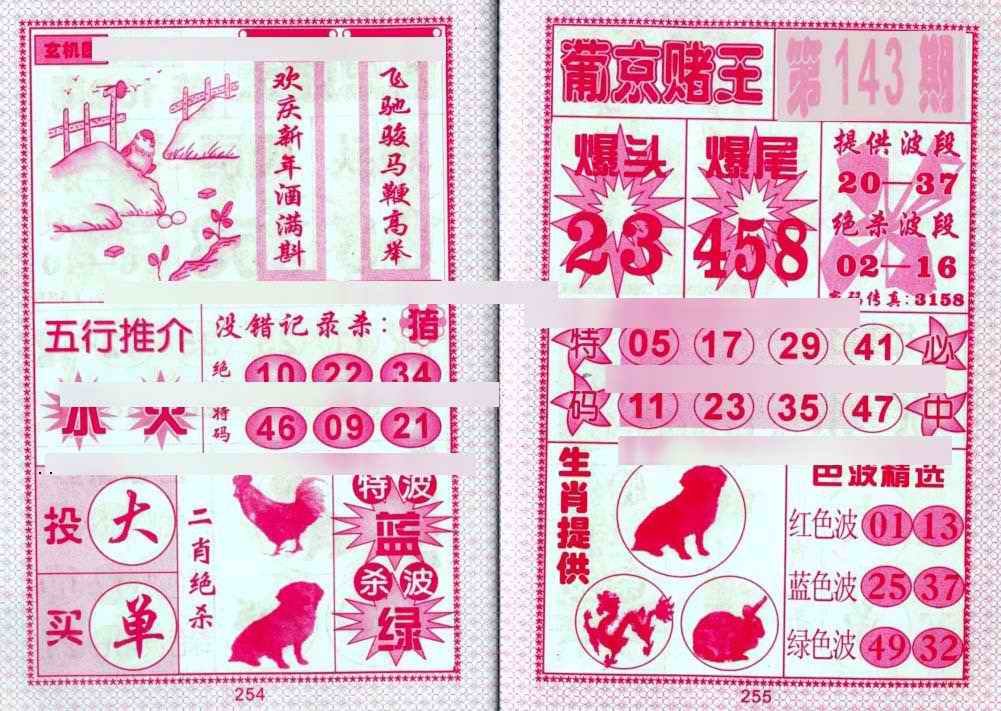 玄机
欢庆新年酒满斟
飞驰骏马鞭高举
五行推介
水 火
没错记录杀：猪
绝
特码
10 22 34
46 09 21
投 大
买 单
二肖绝杀
特波
蓝
杀波
绿
254
葡京赌王
第143期
爆头
23
爆尾
458
提供波段
20—37
绝杀波段
02—16
传真:3158
特码
05 17 29 41
11 23 35 47
必中
生肖提供
色波精选
红色波 01 13
蓝色波 25 37
绿色波 49 32
255